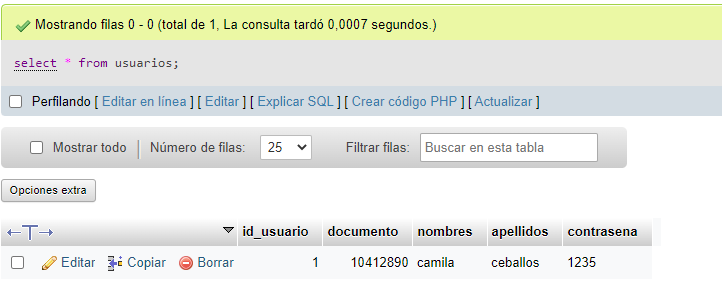 Mostrando filas 0 - 0 (total de 1, La consulta tardó 0,0007 segundos.)
select * from usuarios;
Perfilando [ Editar en línea ] [ Editar ] [ Explicar SQL ] [ Crear código PHP ] [ Actualizar ]
Mostrar todo Número de filas: 25 Filtrar filas: Buscar en esta tabla
Opciones extra
←T→ id_usuario documento nombres apellidos contrasena
Editar Copiar Borrar 1 10412890 camila ceballos 1235